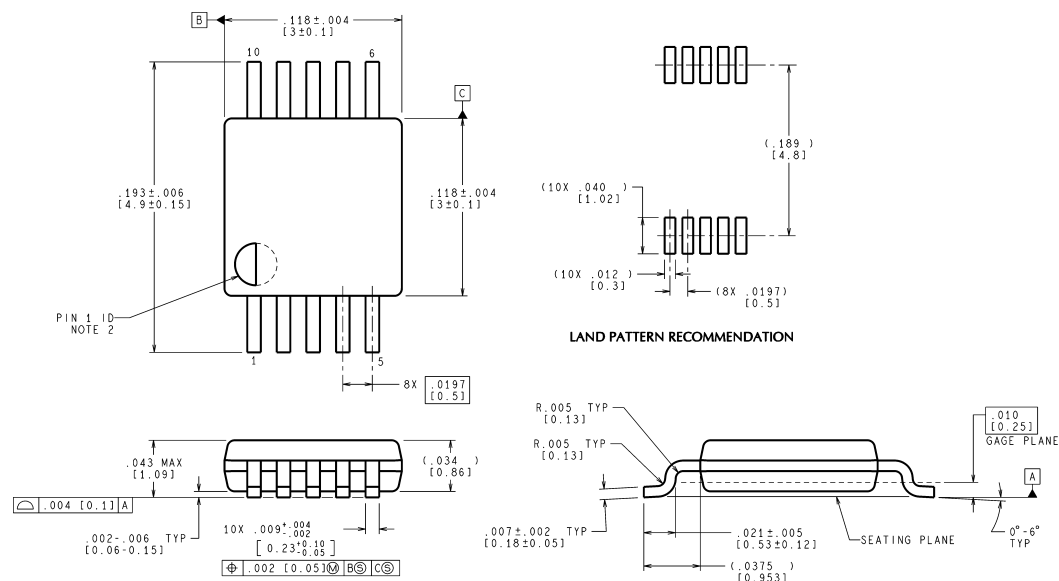 B
.118±.004
[3±0.1]
10
6
C
.193±.006
[4.9±0.15]
.118±.004
[3±0.1]
PIN 1 ID
NOTE 2
1
5
8X .0197
[0.5]
(.189 )
[4.8]
(10X .040 )
[1.02]
(10X .012 )
[0.3]
(8X .0197)
[0.5]
LAND PATTERN RECOMMENDATION
.043 MAX
[1.09]
(.034 )
[0.86]
⌓ .004 [0.1] A
.002-.006 TYP
[0.06-0.15]
10X .009 +.004
-.002
[ 0.23 +0.10
-0.05 ]
⌖ .002 [0.05]Ⓜ BⓈ CⓈ
R.005 TYP
[0.13]
R.005 TYP
[0.13]
.010
[0.25]
GAGE PLANE
A
.007±.002 TYP
[0.18±0.05]
.021±.005
[0.53±0.12]
SEATING PLANE
0°-6°
TYP
(.0375 )
[0.953]